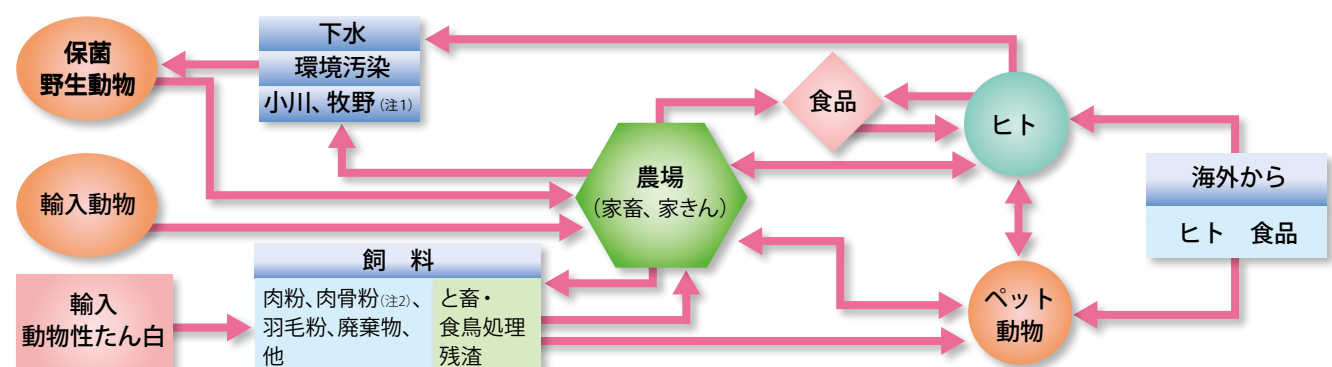 保菌
野生動物
下水
環境汚染
小川、牧野(注1)
食品
ヒト
輸入動物
農場
(家畜、家きん)
海外から
ヒト 食品
飼 料
輸入
動物性たん白
肉粉、肉骨粉(注2)、
羽毛粉、廃棄物、
他
と畜・
食鳥処理
残渣
ペット
動物